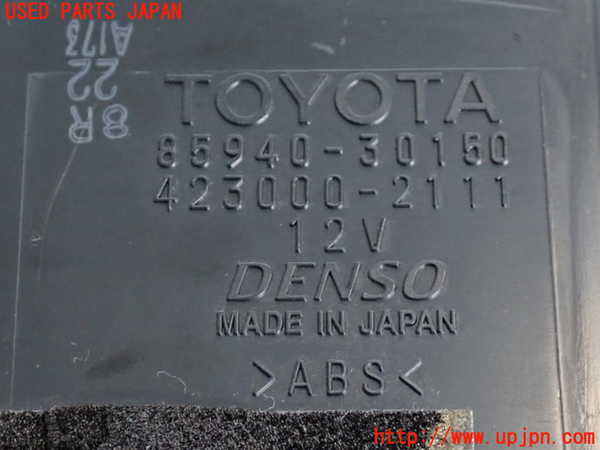 USED PARTS JAPAN
A173
22
8R
TOYOTA
85940-30150
423000-2111
12V
DENSO
MADE IN JAPAN
>ABS<
http://www.upjpn.com